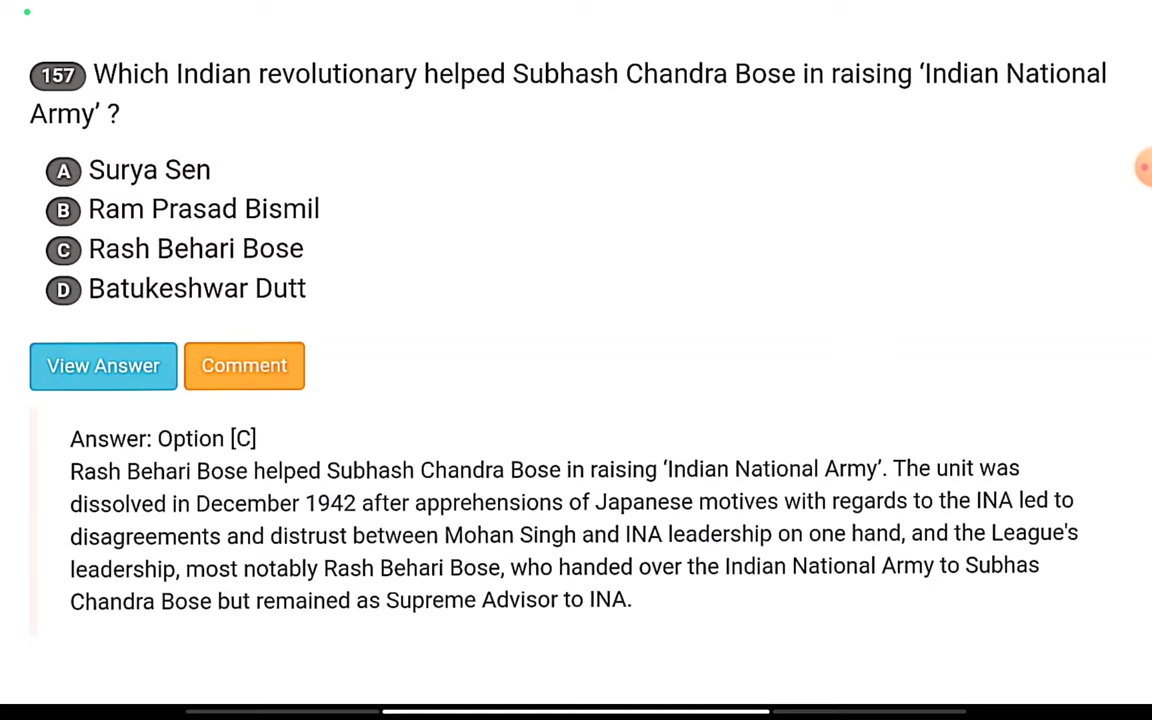 157 Which Indian revolutionary helped Subhash Chandra Bose in raising ‘Indian National
Army’ ?
A Surya Sen
B Ram Prasad Bismil
C Rash Behari Bose
D Batukeshwar Dutt
View Answer Comment
Answer: Option [C]
Rash Behari Bose helped Subhash Chandra Bose in raising ‘Indian National Army’. The unit was
dissolved in December 1942 after apprehensions of Japanese motives with regards to the INA led to
disagreements and distrust between Mohan Singh and INA leadership on one hand, and the League's
leadership, most notably Rash Behari Bose, who handed over the Indian National Army to Subhas
Chandra Bose but remained as Supreme Advisor to INA.